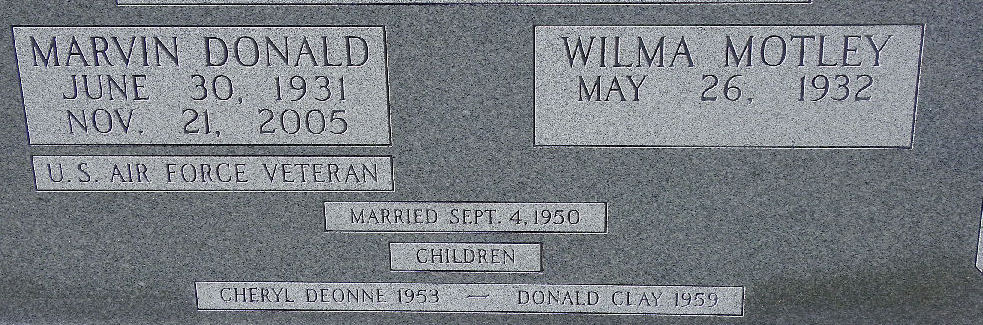 MARVIN DONALD
JUNE 30, 1931
NOV. 21, 2005
U.S. AIR FORCE VETERAN
WILMA MOTLEY
MAY 26, 1932
MARRIED SEPT. 4, 1950
CHILDREN
CHERYL DEONNE 1953 — DONALD CLAY 1959